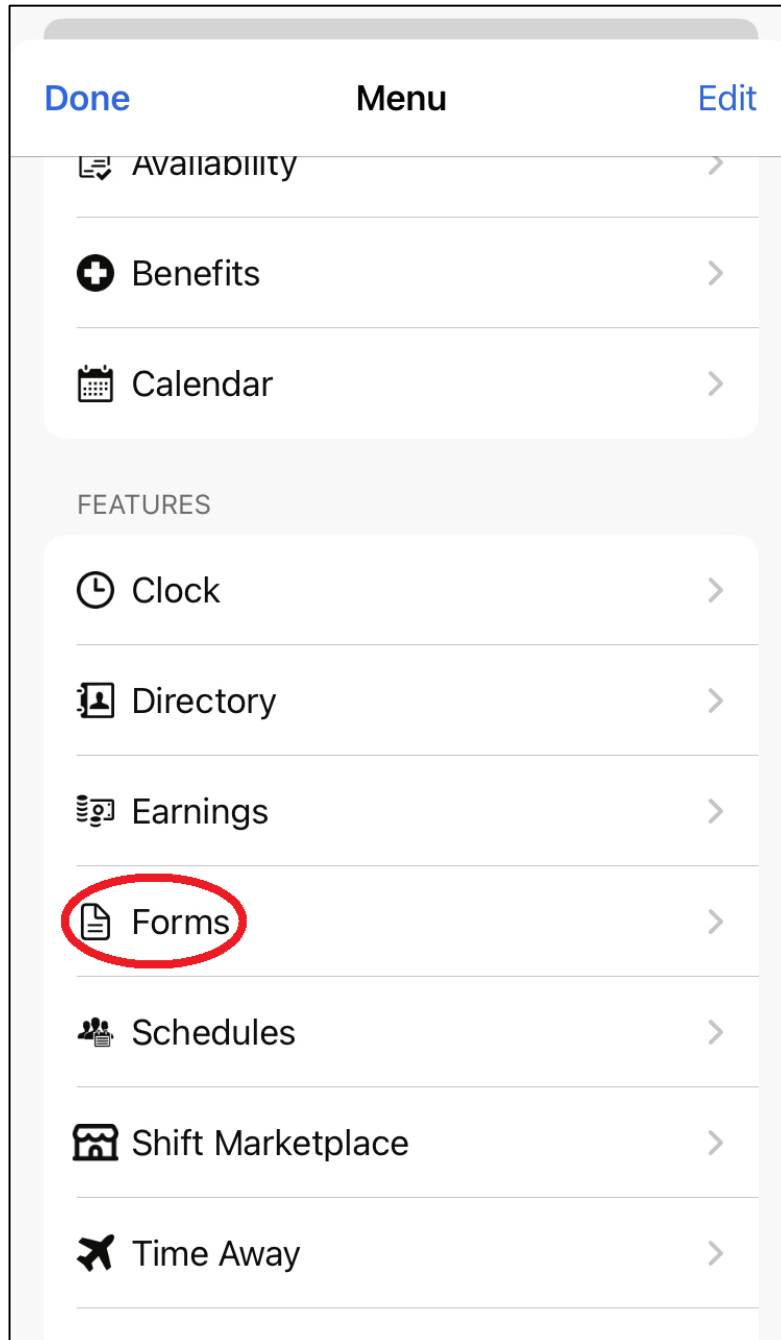 Done Menu Edit
Availability
Benefits
Calendar
FEATURES
Clock
Directory
Earnings
Forms
Schedules
Shift Marketplace
Time Away